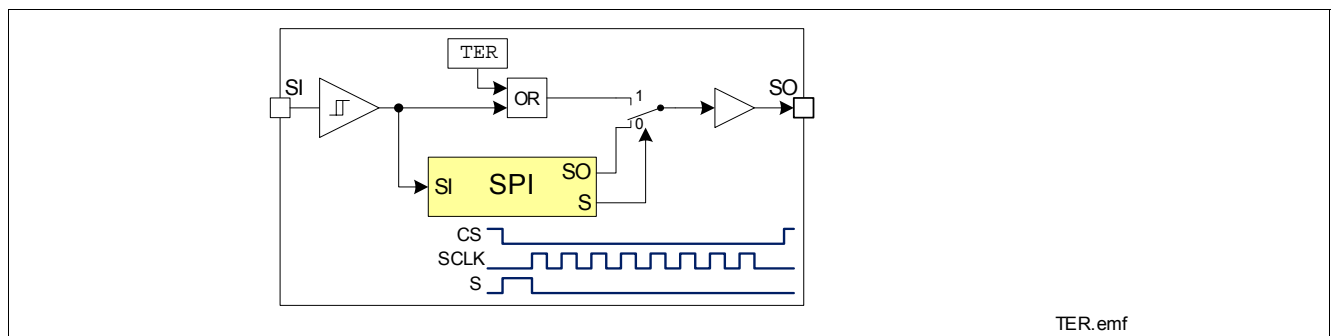 TER
SI
SO
OR
1
0
SI SPI SO
S
CS
SCLK
S
TER.emf